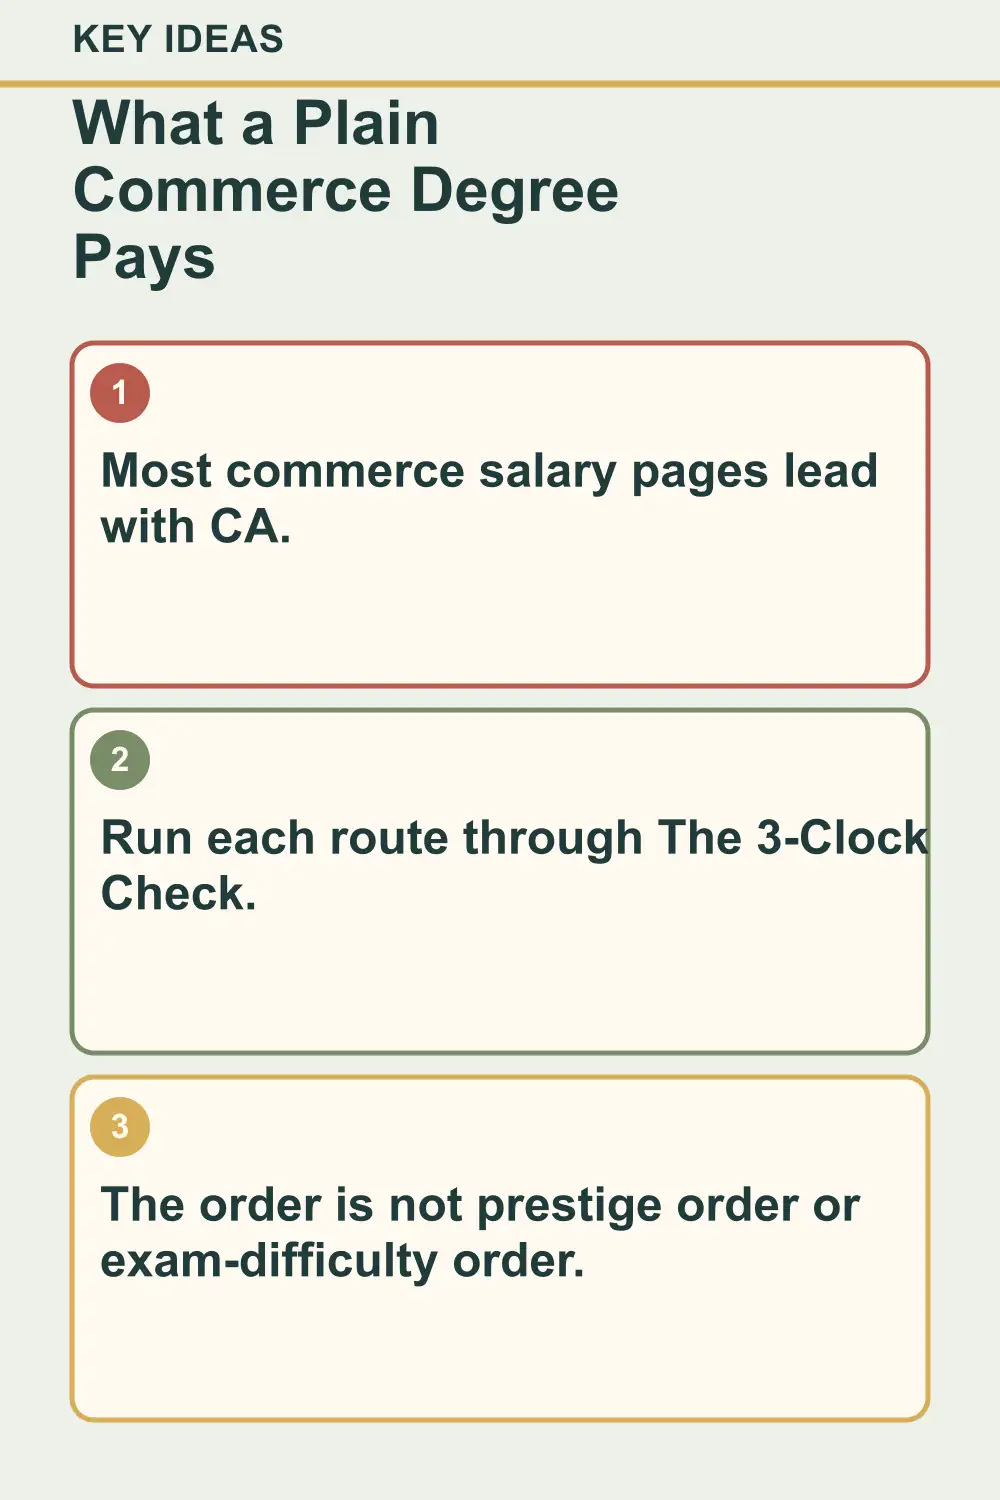 KEY IDEAS
What a Plain
Commerce Degree
Pays
1
Most commerce salary pages lead
with CA.
2
Run each route through The 3-Clock
Check.
3
The order is not prestige order or
exam-difficulty order.